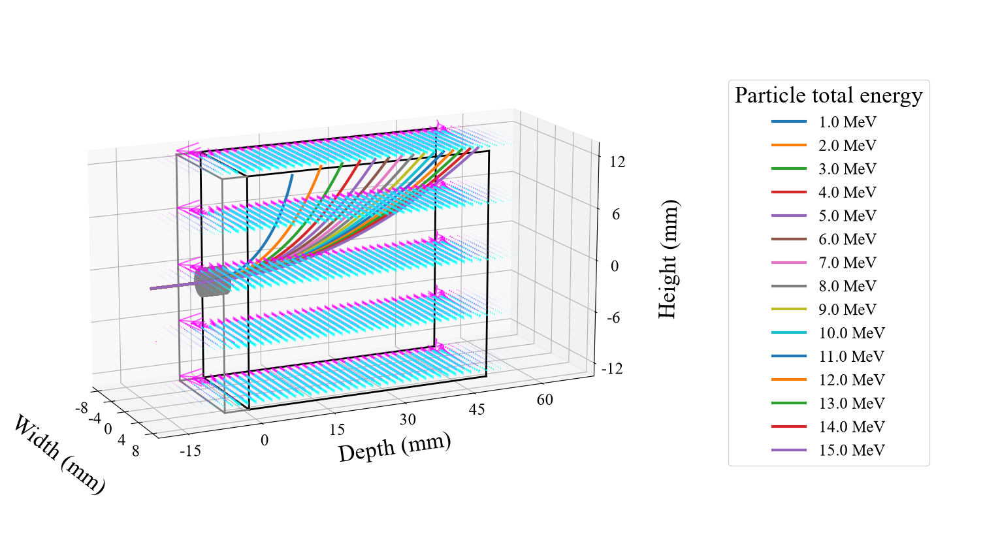 Particle total energy
1.0 MeV
2.0 MeV
3.0 MeV
4.0 MeV
5.0 MeV
6.0 MeV
7.0 MeV
8.0 MeV
9.0 MeV
10.0 MeV
11.0 MeV
12.0 MeV
13.0 MeV
14.0 MeV
15.0 MeV
12
6
0
-6
-12
Height (mm)
-8
-4
0
4
8
Width (mm)
-15
0
15
30
45
60
Depth (mm)